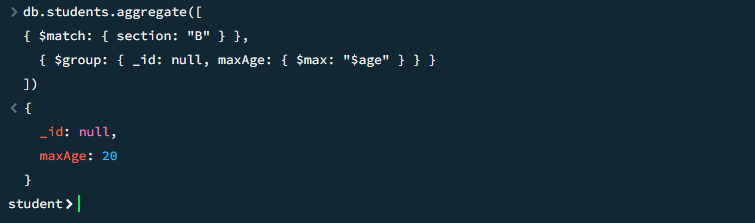 > db.students.aggregate([
{ $match: { section: "B" } },
{ $group: { _id: null, maxAge: { $max: "$age" } } }
])
< {
_id: null,
maxAge: 20
}
student>